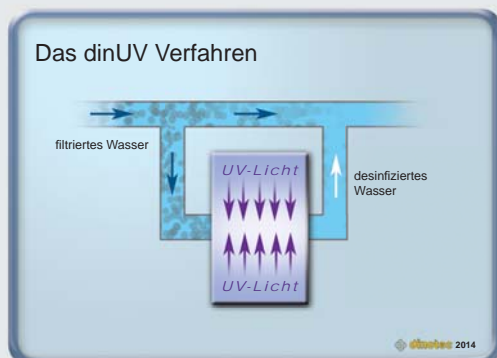 Das dinUV Verfahren
filtriertes Wasser
UV-Licht
desinfiziertes
Wasser
UV-Licht
dinotec 2014